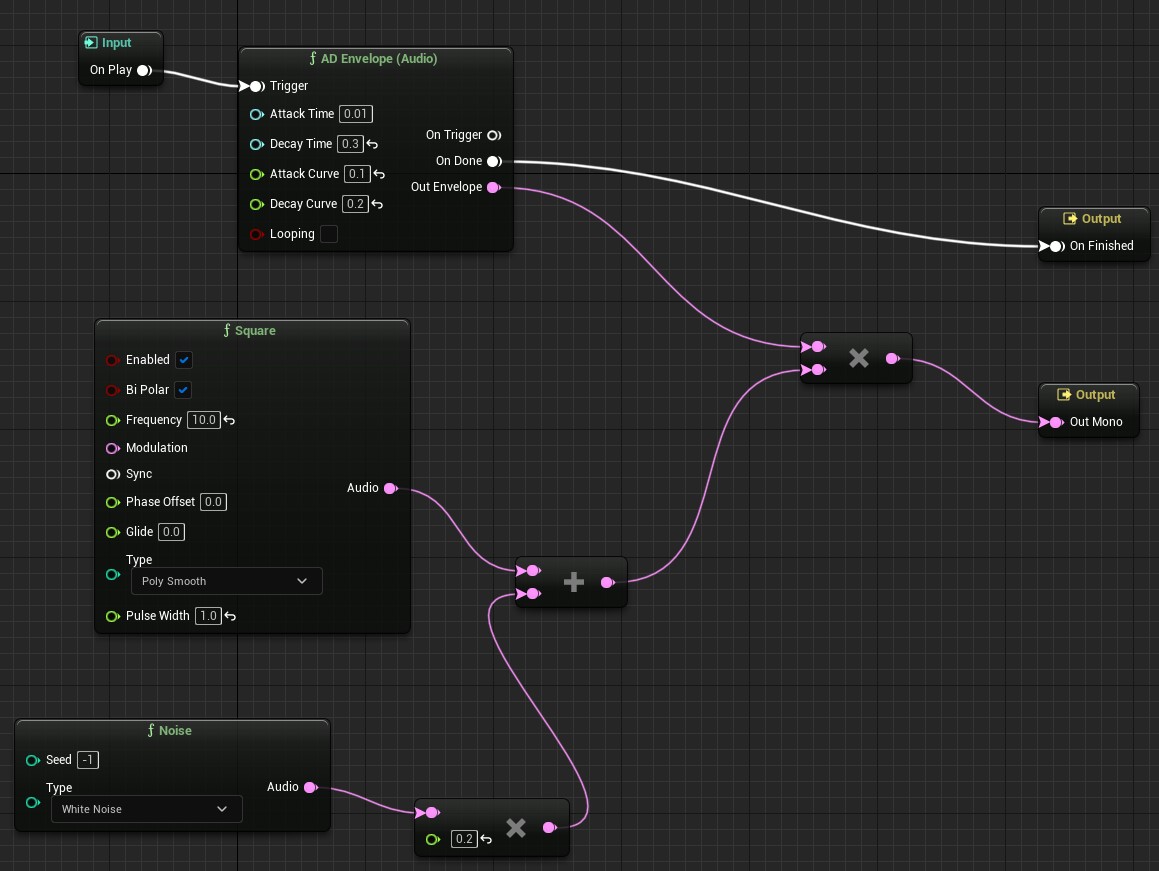 Input
On Play
AD Envelope (Audio)
Trigger
Attack Time 0.01
Decay Time 0.3
Attack Curve 0.1
Decay Curve 0.2
Looping
On Trigger
On Done
Out Envelope
Output
On Finished
Square
Enabled
Bi Polar
Frequency 10.0
Modulation
Sync
Phase Offset 0.0
Glide 0.0
Type
Poly Smooth
Pulse Width 1.0
Audio
Output
Out Mono
Noise
Seed -1
Type
White Noise
Audio
0.2